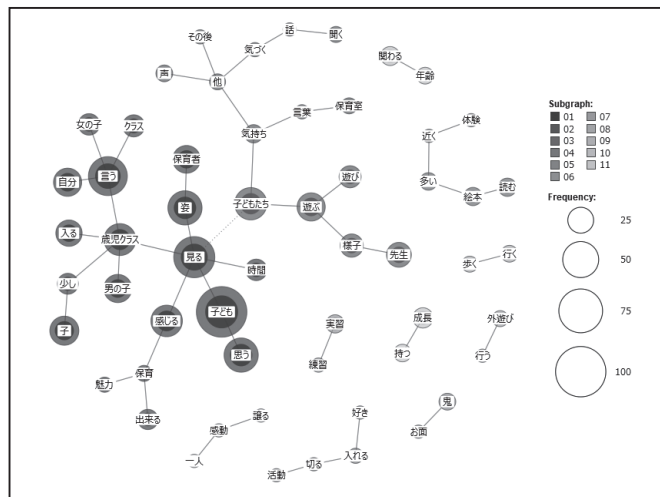 その後
話
聞く
気づく
声
他
関わる
年齢
女の子
クラス
言葉
保育室
気持ち
体験
近く
保育者
自分
言う
遊び
多い
絵本
読む
姿
子どもたち
遊ぶ
入る
歳児クラス
様子
先生
見る
時間
歩く
行く
少し
男の子
子
感じる
子ども
思う
実習
練習
成長
持つ
外遊び
行う
保育
魅力
出来る
譲る
感動
一人
好き
入れる
切る
活動
鬼
お面
Subgraph:
01 07
02 08
03 09
04 10
05 11
06
Frequency:
25
50
75
100